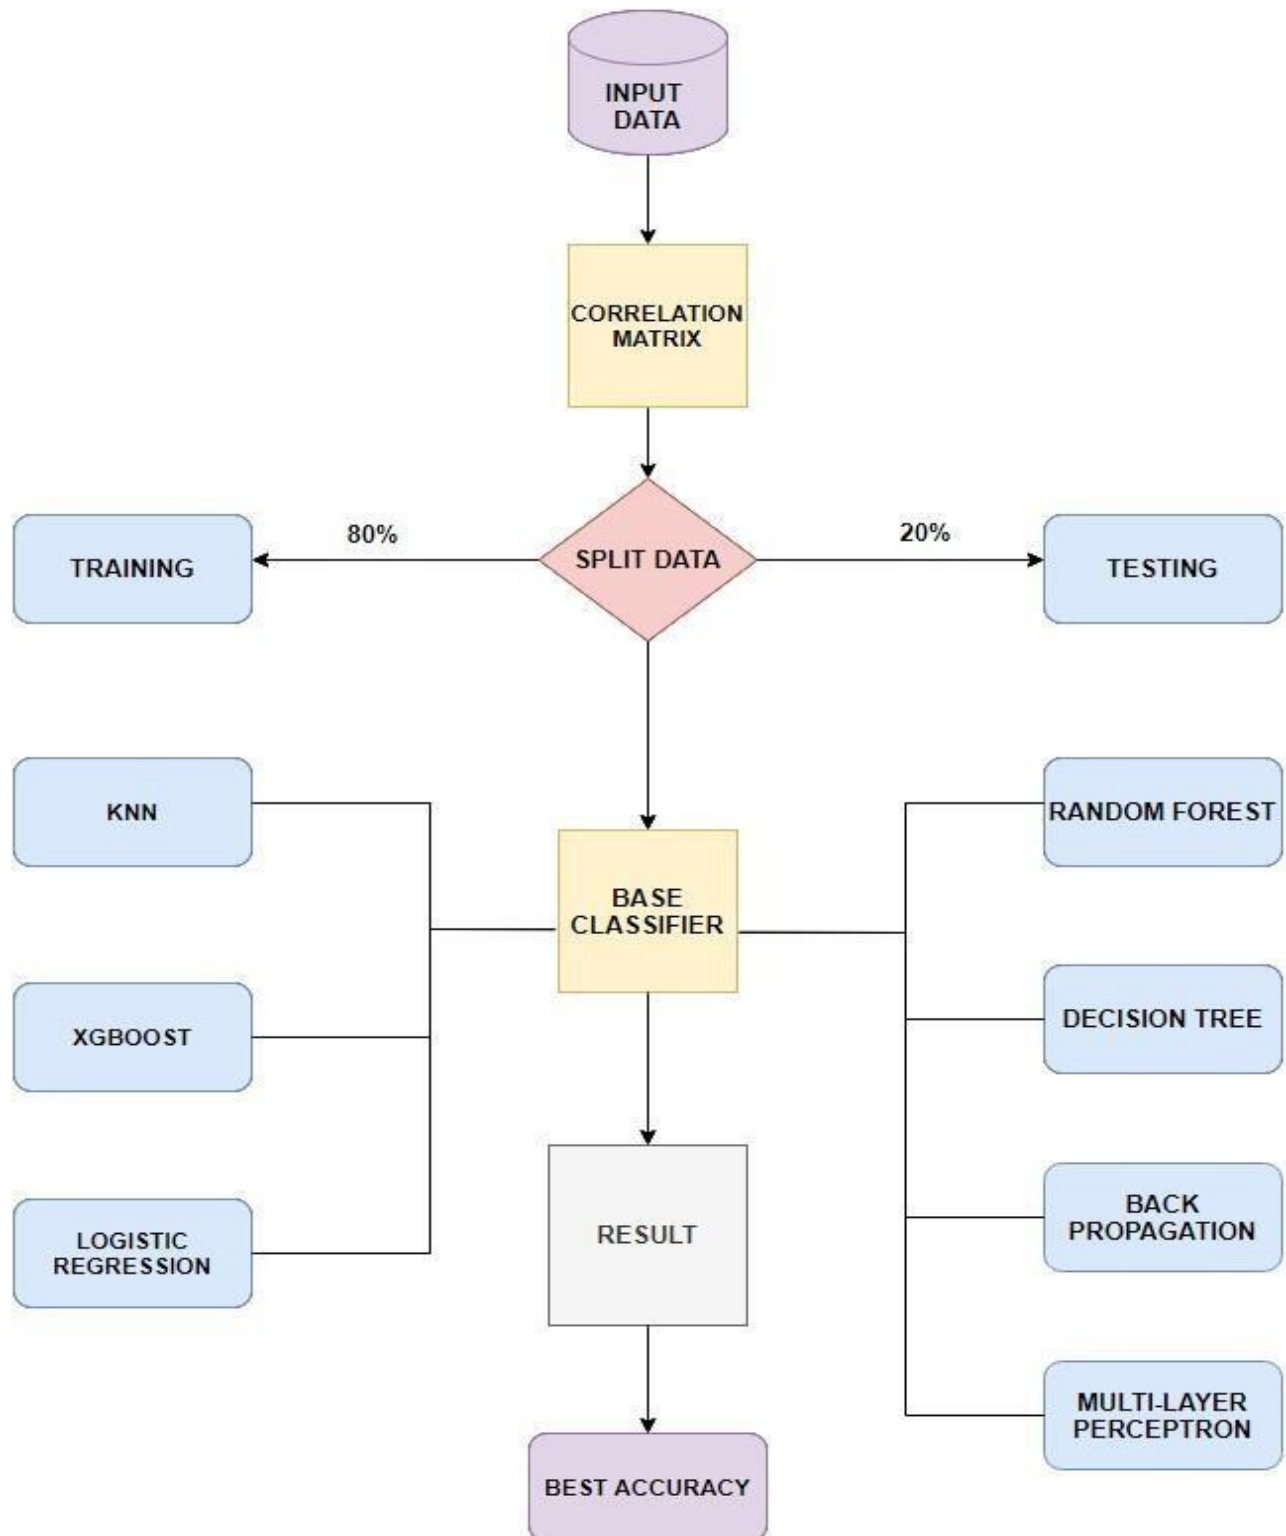 INPUT
DATA
CORRELATION
MATRIX
80%
20%
TRAINING
SPLIT DATA
TESTING
KNN
RANDOM FOREST
BASE
CLASSIFIER
XGBOOST
DECISION TREE
LOGISTIC
REGRESSION
RESULT
BACK
PROPAGATION
MULTI-LAYER
PERCEPTRON
BEST ACCURACY